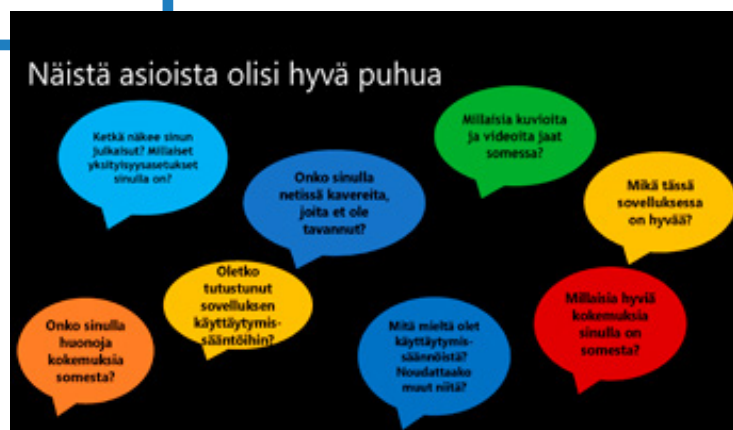 Näistä asioista olisi hyvä puhua
Ketkä näkee sinun
julkaisut? Millaiset
yksityisyysasetukset
sinulla on?
Onko sinulla
netissä kavereita,
joita et ole
tavannut?
Millaisia kuvioita
ja videoita jaat
somessa?
Mikä tässä
sovelluksessa
on hyvää?
Onko sinulla
huonoja
kokemuksia
somesta?
Oletko
tutustunut
sovelluksen
käyttäytymis-
sääntöihin?
Mitä mieltä olet
käyttäytymis-
säännöistä?
Noudattaako
muut niitä?
Millaisia hyviä
kokemuksia
sinulla on
somesta?